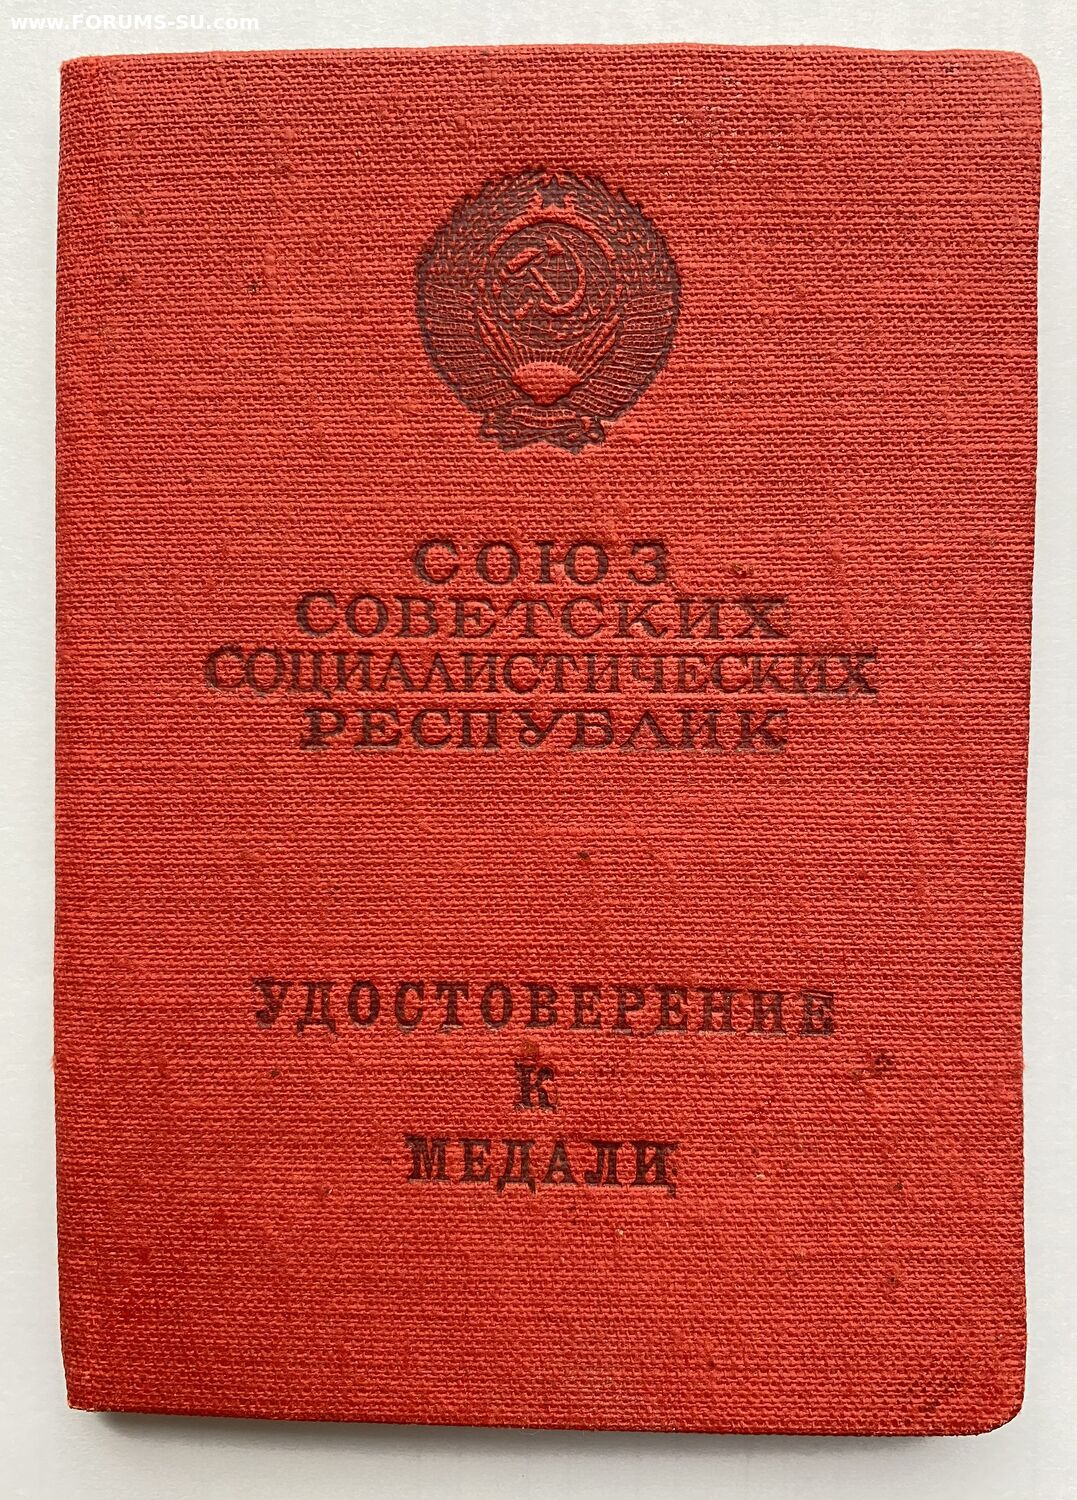 www.FORUMS-SU.com
СОЮЗ
СОВЕТСКИХ
СОЦИАЛИСТИЧЕСКИХ
РЕСПУБЛИК
УДОСТОВЕРЕНИЕ
К
МЕДАЛИ